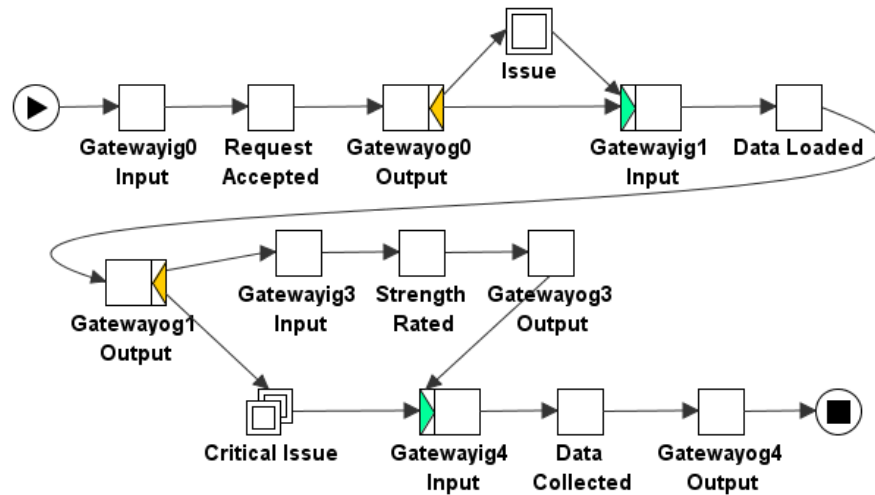 Issue
Gatewayig0
Input
Request
Accepted
Gatewayog0
Output
Gatewayig1
Input
Data Loaded
Gatewayog1
Output
Gatewayig3
Input
Strength
Rated
Gatewayog3
Output
Critical Issue
Gatewayig4
Input
Data
Collected
Gatewayog4
Output